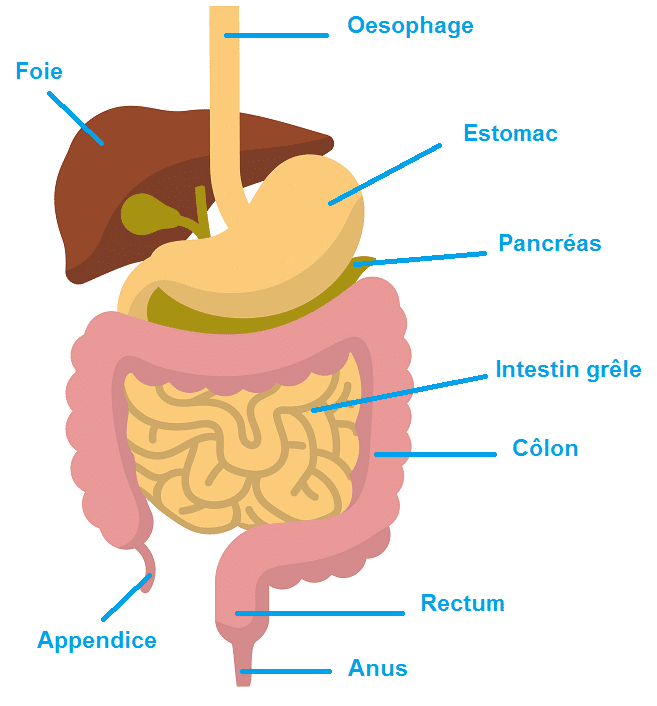 Oesophage
Foie
Estomac
Pancréas
Intestin grêle
Côlon
Rectum
Appendice
Anus